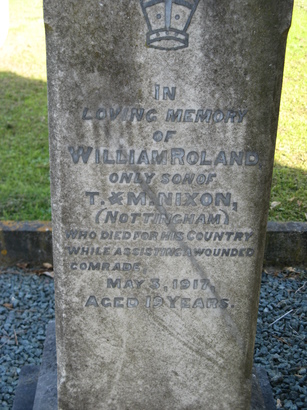 IN
LOVING MEMORY
OF
WILLIAM ROLAND
ONLY SON OF
T. & M. NIXON,
(NOTTINGHAM)
WHO DIED FOR HIS COUNTRY
WHILE ASSISTING A WOUNDED
COMRADE
MAY 3, 1917
AGED 19 YEARS.